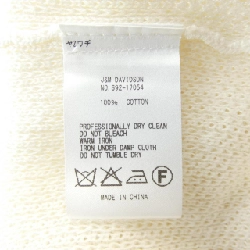 J&M DAVIDSON
NO 892-17054
100% COTTON
PROFESSIONALLY DRY CLEAN
DO NOT BLEACH
WARM IRON
IRON UNDER DAMP CLOTH
DO NOT TUMBLE DRY
F
MADE IN CHINA